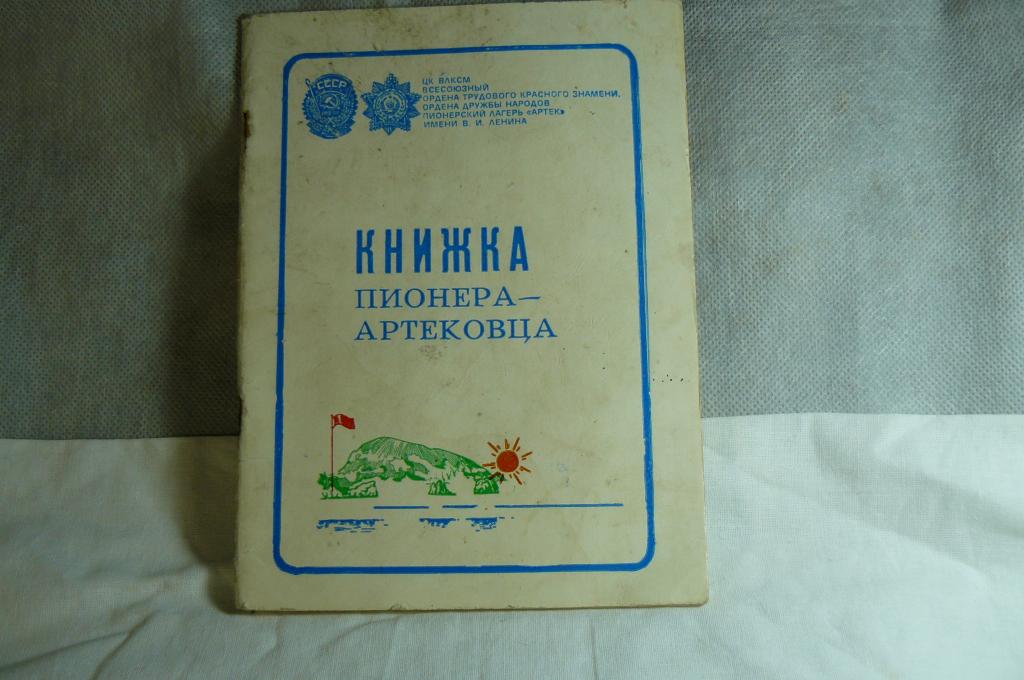 СССР
ЦК ВЛКСМ
ВСЕСОЮЗНЫЙ
ОРДЕНА ТРУДОВОГО КРАСНОГО ЗНАМЕНИ,
ОРДЕНА ДРУЖБЫ НАРОДОВ
ПИОНЕРСКИЙ ЛАГЕРЬ «АРТЕК»
ИМЕНИ В. И. ЛЕНИНА
КНИЖКА
ПИОНЕРА—
АРТЕКОВЦА